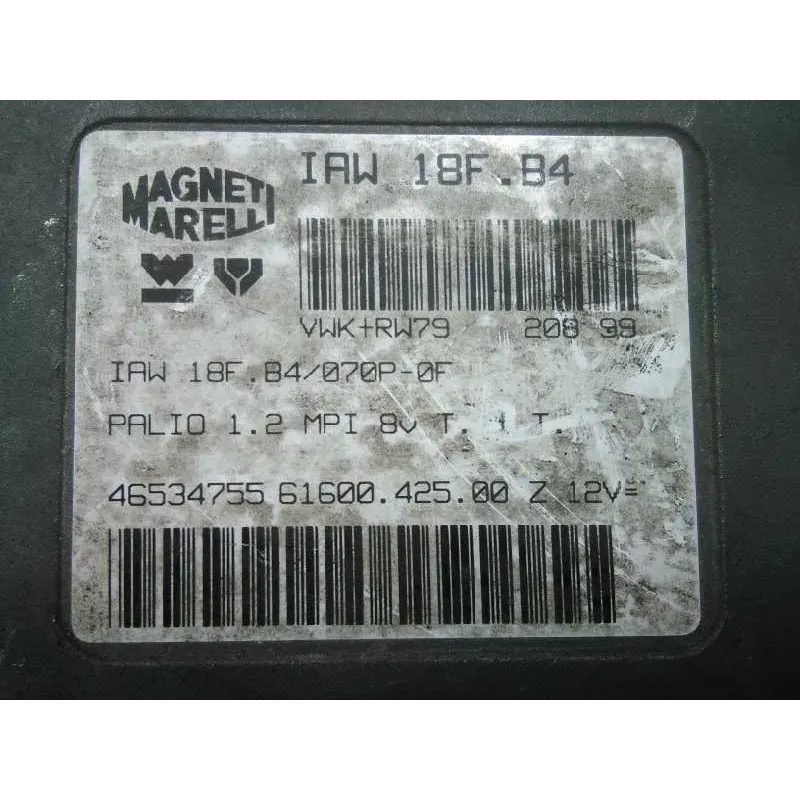 MAGNETI
MARELLI
IAW 18F.B4
VWK+RW79 208 99
IAW 18F.B4/070P-0F
PALIO 1.2 MPI 8v T. T.
46534755 61600.425.00 Z 12V=